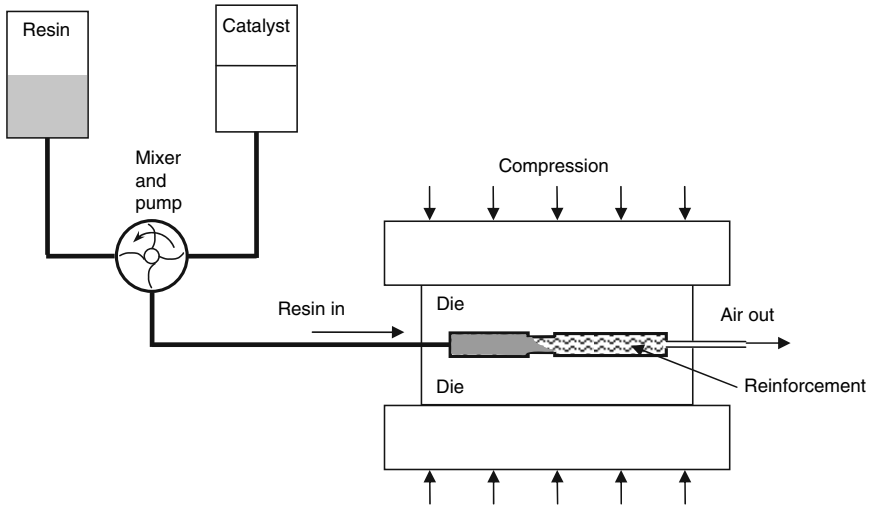 Resin
Catalyst
Mixer
and
pump
Compression
Resin in
Die
Air out
Die
Reinforcement